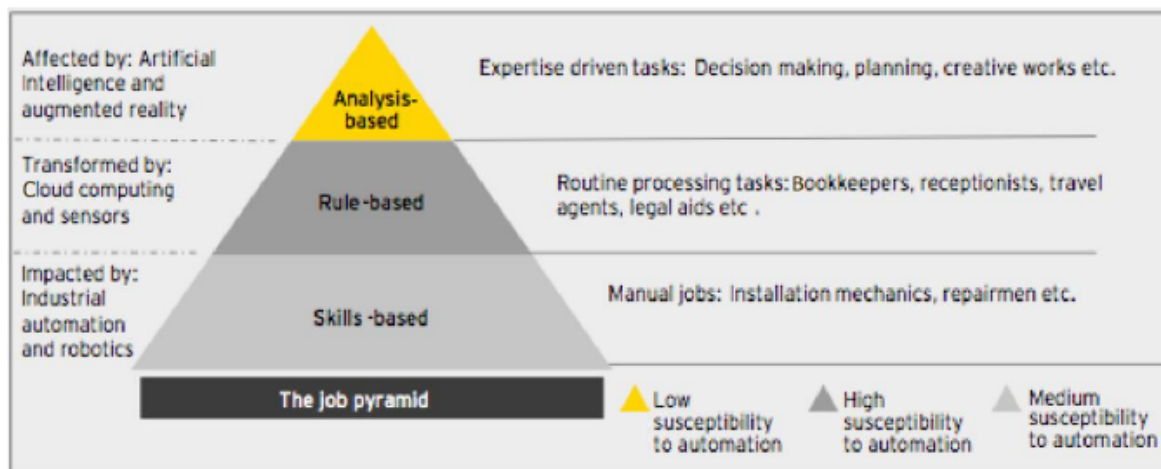 Affected by: Artificial
Intelligence and
augmented reality
Analysis-
based
Expertise driven tasks: Decision making, planning, creative works etc.
Transformed by:
Cloud computing
and sensors
Rule-based
Routine processing tasks: Bookkeepers, receptionists, travel
agents, legal aids etc .
Impacted by:
Industrial
automation
and robotics
Skills -based
Manual jobs: Installation mechanics, repairmen etc.
The job pyramid
Low
susceptibility
to automation
High
susceptibility
to automation
Medium
susceptibility
to automation